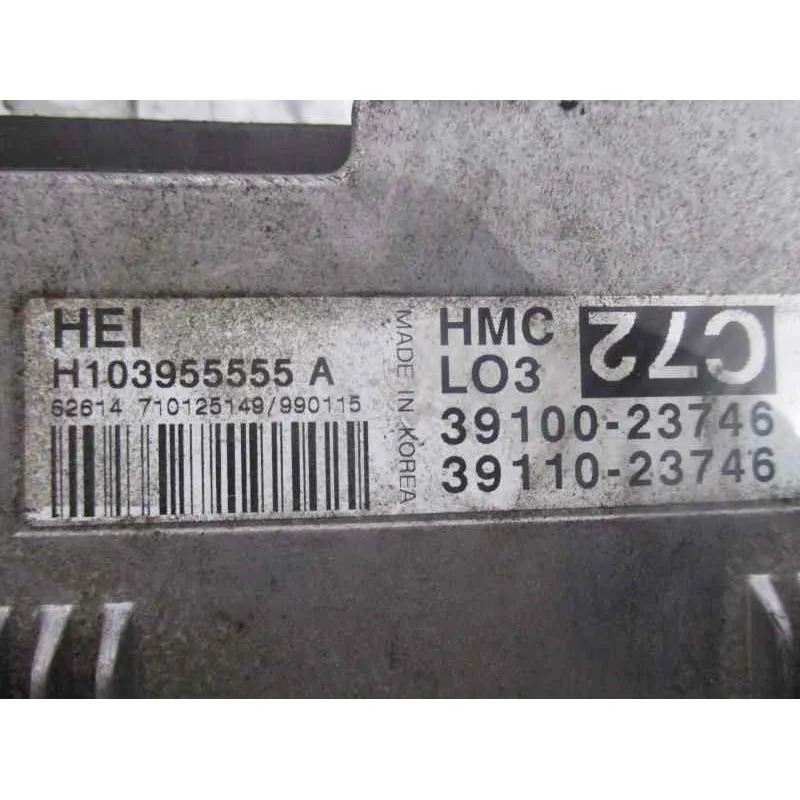 HEI
H103955555 A
62614 710125149/990115
MADE IN KOREA
HMC
C72
LO3
39100-23746
39110-23746